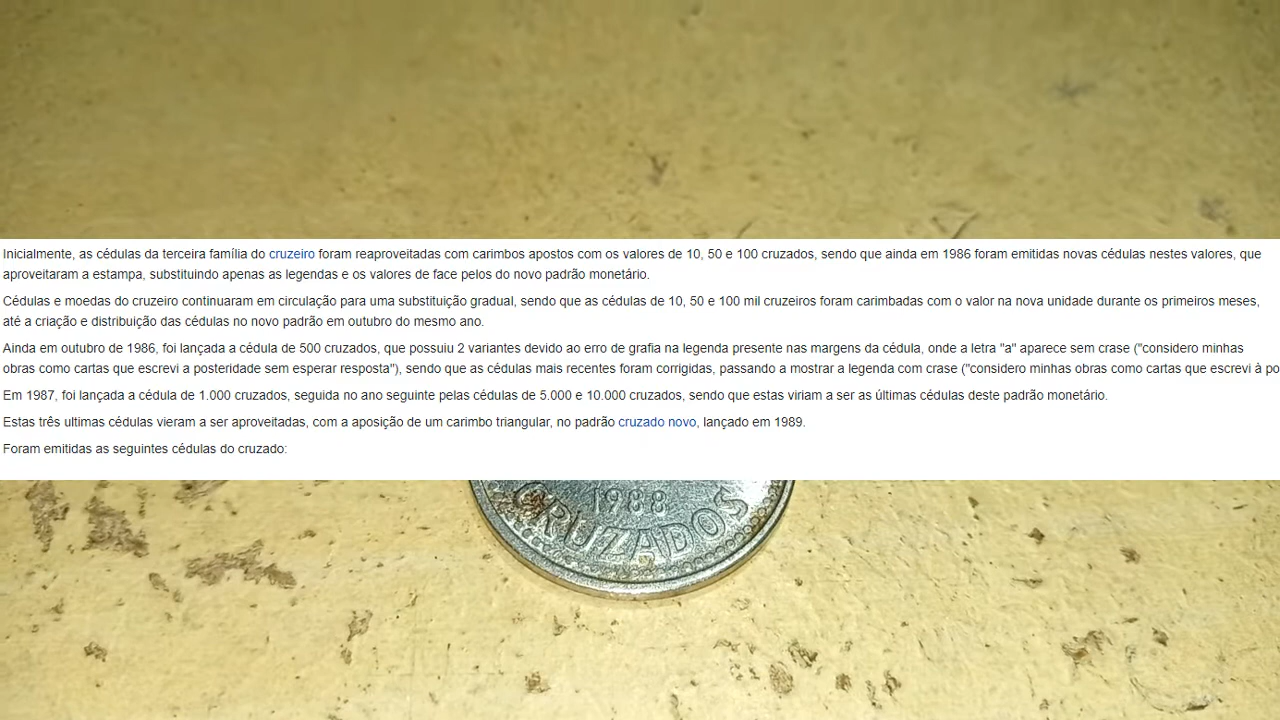 Inicialmente, as cédulas da terceira família do cruzeiro foram reaproveitadas com carimbos apostos com os valores de 10, 50 e 100 cruzados, sendo que ainda em 1986 foram emitidas novas cédulas nestes valores, que
aproveitaram a estampa, substituindo apenas as legendas e os valores de face pelos do novo padrão monetário.
Cédulas e moedas do cruzeiro continuaram em circulação para uma substituição gradual, sendo que as cédulas de 10, 50 e 100 mil cruzeiros foram carimbadas com o valor na nova unidade durante os primeiros meses,
até a criação e distribuição das cédulas no novo padrão em outubro do mesmo ano.
Ainda em outubro de 1986, foi lançada a cédula de 500 cruzados, que possuiu 2 variantes devido ao erro de grafia na legenda presente nas margens da cédula, onde a letra "a" aparece sem crase ("considero minhas
obras como cartas que escrevi a posteridade sem esperar resposta"), sendo que as cédulas mais recentes foram corrigidas, passando a mostrar a legenda com crase ("considero minhas obras como cartas que escrevi à po
Em 1987, foi lançada a cédula de 1.000 cruzados, seguida no ano seguinte pelas cédulas de 5.000 e 10.000 cruzados, sendo que estas viriam a ser as últimas cédulas deste padrão monetário.
Estas três ultimas cédulas vieram a ser aproveitadas, com a aposição de um carimbo triangular, no padrão cruzado novo, lançado em 1989.
Foram emitidas as seguintes cédulas do cruzado:
1988
CRUZADOS